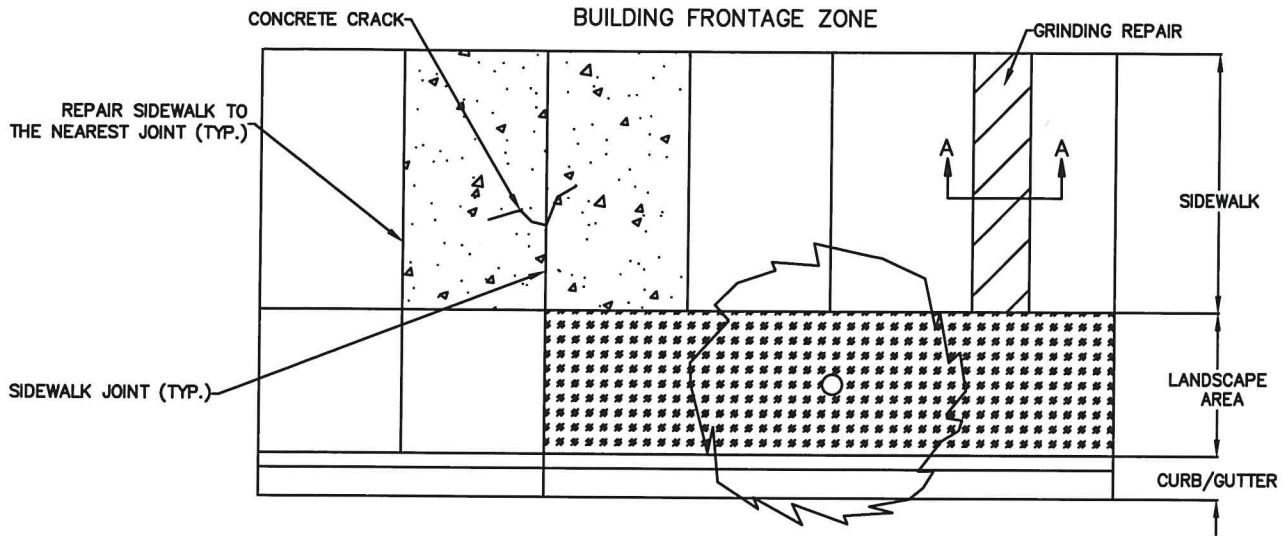 CONCRETE CRACK
BUILDING FRONTAGE ZONE
GRINDING REPAIR
REPAIR SIDEWALK TO
THE NEAREST JOINT (TYP.)
A A
SIDEWALK
SIDEWALK JOINT (TYP.)
LANDSCAPE
AREA
CURB/GUTTER